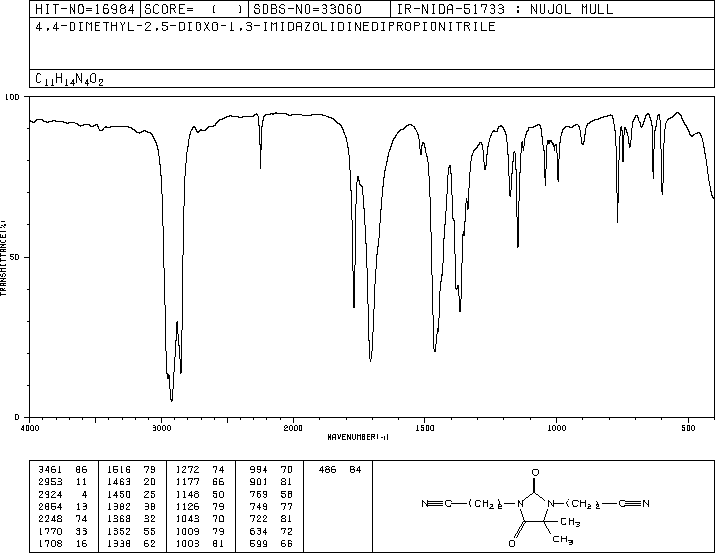 HIT-NO=16984 SCORE= ( ) SDBS-NO=33060 IR-NIDA-51733 : NUJOL MULL
4,4-DIMETHYL-2,5-DIOXO-1,3-IMIDAZOLIDINEDIPROPIONITRILE
C11H14N4O2
100
50
0
TRANSMITTANCE(%)
4000 3000 2000 1500 1000 500
WAVENUMBER(-1)
3461 86 1516 79 1272 74 994 70 486 84
2953 11 1463 20 1177 66 901 81
2924 4 1450 25 1148 50 769 58
2854 13 1382 38 1126 79 749 77
2248 74 1368 32 1043 70 722 81
1770 33 1352 55 1009 79 634 72
1708 16 1338 62 1003 81 599 66
O
N≡C—(CH2)2—N N—(CH2)2—C≡N
CH3
O CH3